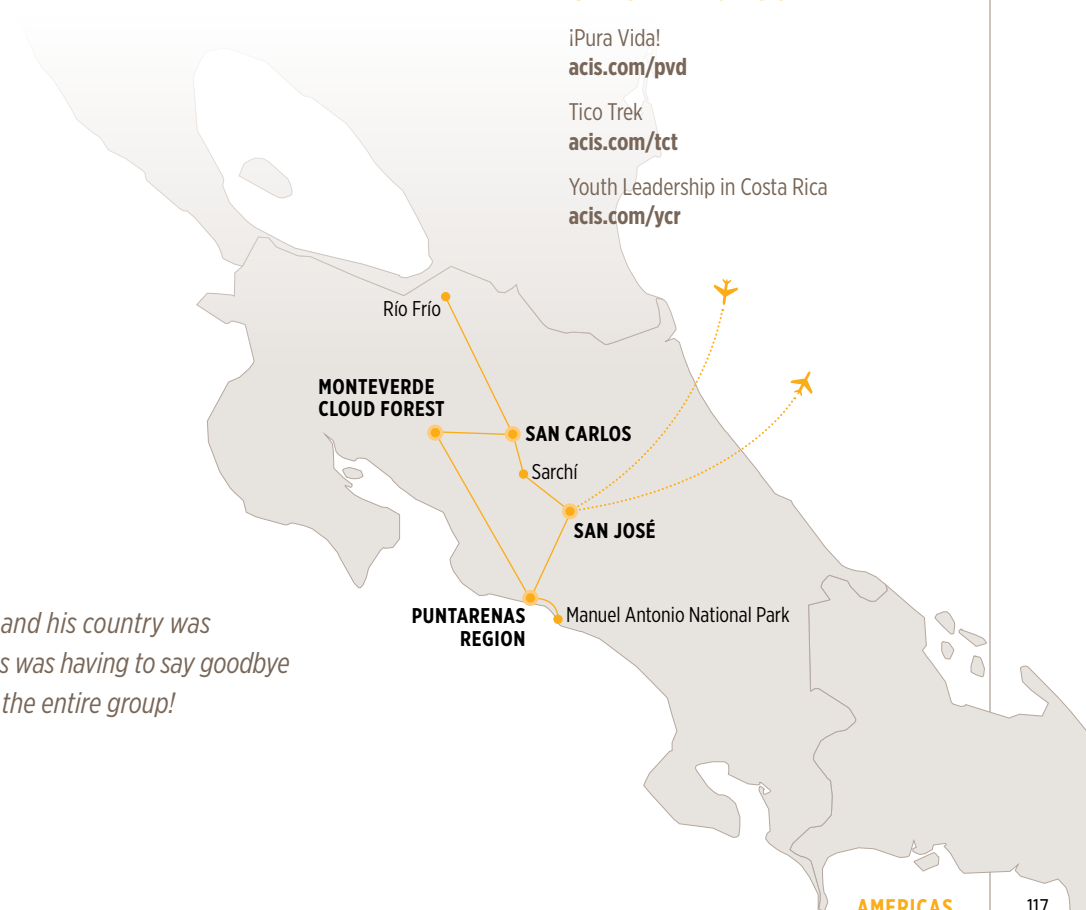 ¡Pura Vida!
acis.com/pvd
Tico Trek
acis.com/tct
Youth Leadership in Costa Rica
acis.com/ycr
Río Frío
MONTEVERDE
CLOUD FOREST
SAN CARLOS
Sarchí
SAN JOSÉ
PUNTARENAS
REGION
Manuel Antonio National Park
and his country was
s was having to say goodbye
the entire group!
AMERICAS 117